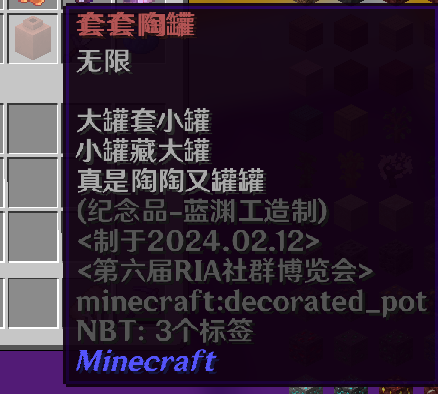 套套陶罐
无限
大罐套小罐
小罐藏大罐
真是陶陶又罐罐
(纪念品-蓝渊工造制)
<制于2024.02.12>
<第六届RIA社群博览会>
minecraft:decorated_pot
NBT: 3个标签
Minecraft